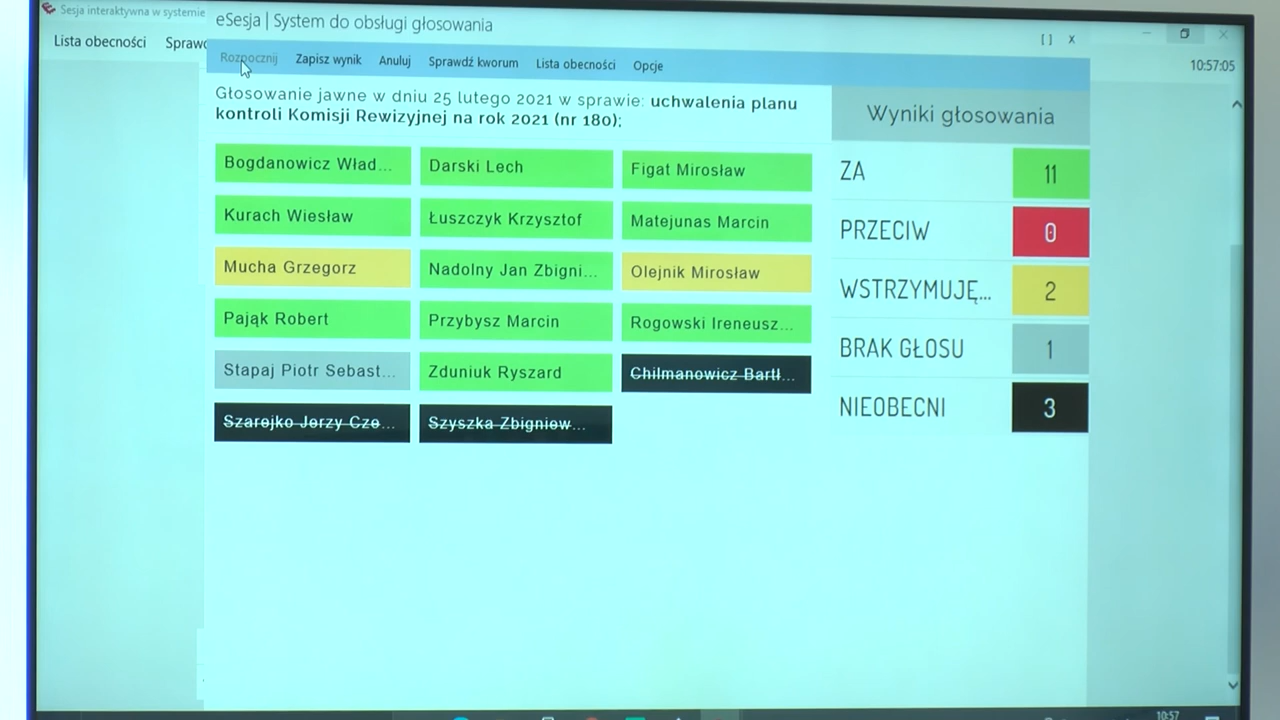 Sesja interaktywna w systemie
eSesja | System do obsługi głosowania
[ ] X
Lista obecności
10:57:05
Rozpocznij Zapisz wynik Anuluj Sprawdź kworum Lista obecności Opcje
Głosowanie jawne w dniu 25 lutego 2021 w sprawie: uchwalenia planu
kontroli Komisji Rewizyjnej na rok 2021 (nr 180);
Wyniki głosowania
Bogdanowicz Wład... Darski Lech Figat Mirosław
ZA 11
Kurach Wiesław Łuszczyk Krzysztof Matejunas Marcin
PRZECIW 0
Mucha Grzegorz Nadolny Jan Zbigni... Olejnik Mirosław
WSTRZYMUJĘ... 2
Pająk Robert Przybysz Marcin Rogowski Ireneusz...
BRAK GŁOSU 1
Stapaj Piotr Sebast... Zduniuk Ryszard Chilmanowicz Bartł...
NIEOBECNI 3
Szarejko Jerzy Cze... Szyszka Zbigniew...
10:57